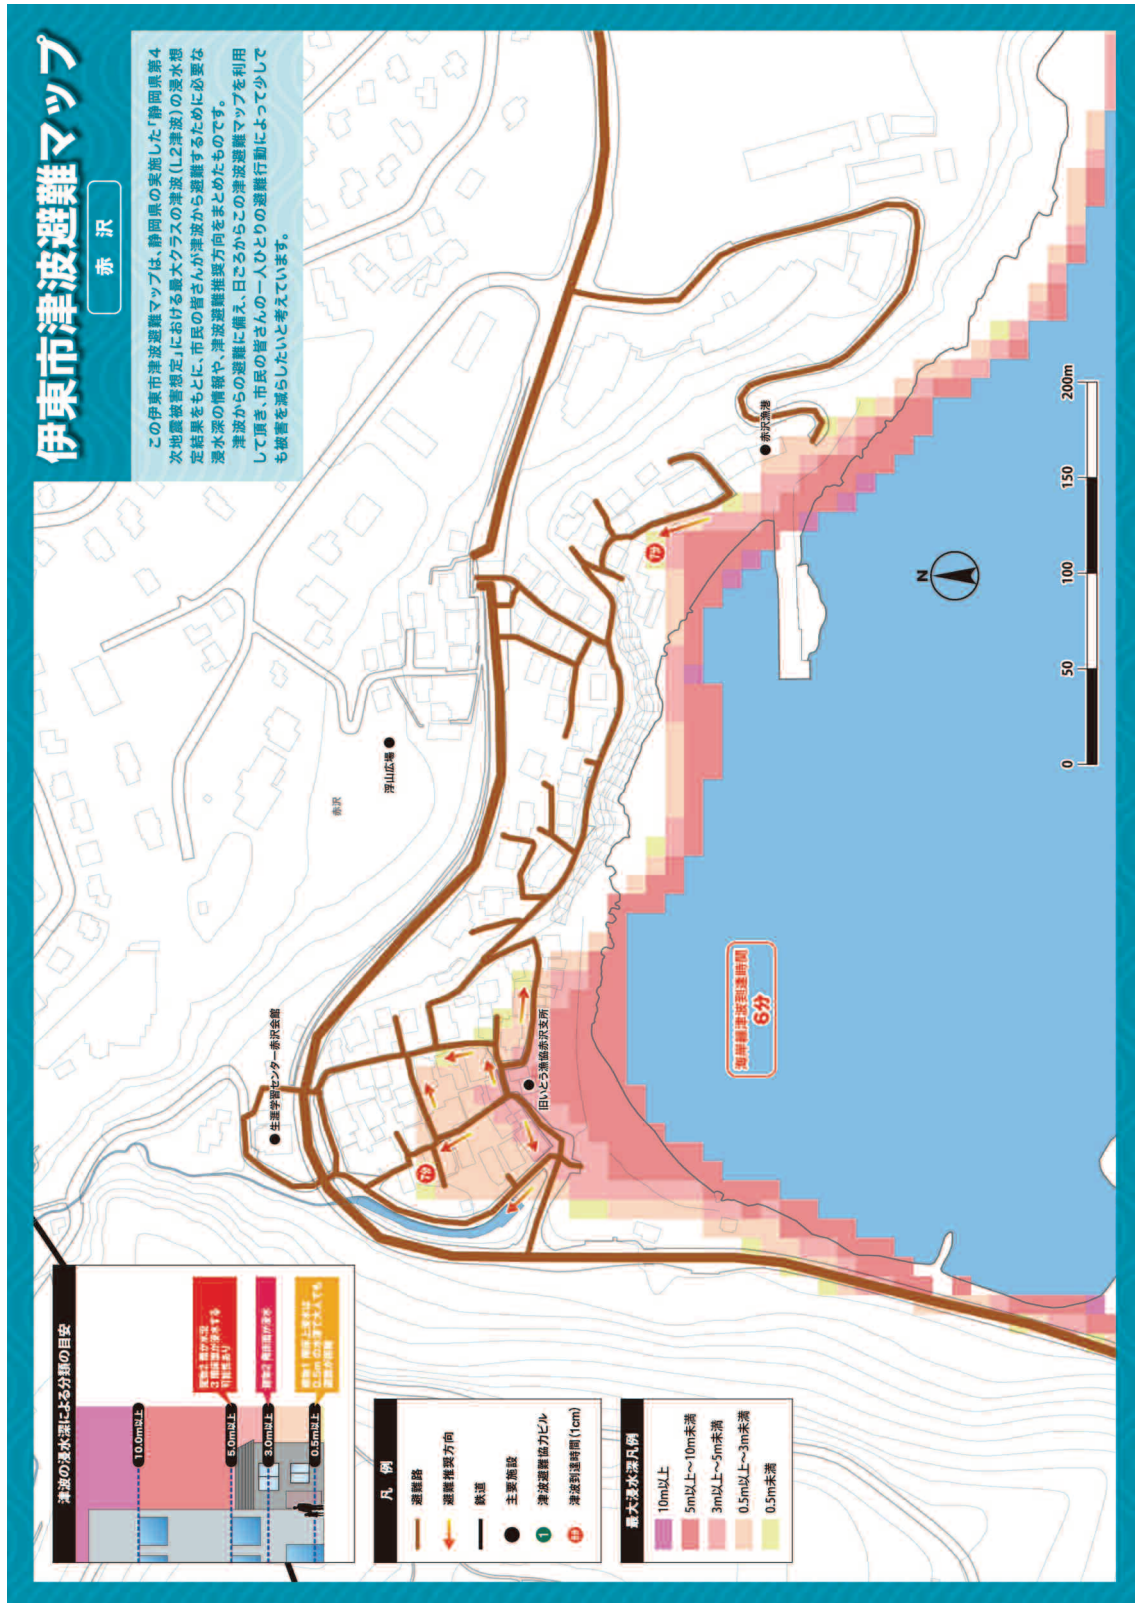 伊東市津波避難マップ
赤 沢
この伊東市津波避難マップは、静岡県の実施した「静岡県第4
次地震被害想定」における最大クラスの津波(L2津波)の浸水想
定結果をもとに、市民の皆さんが津波から避難するために必要な
浸水深の情報や、津波避難推奨方向をまとめたものです。
津波からの避難に備え、日ごろからこの津波避難マップを利用
して頂き、市民の皆さんの一人ひとりの避難行動によって少しで
も被害を減らしたいと考えています。
津波の浸水深による分類の目安
10.0m以上
5.0m以上
3.0m以上
0.5m以上
凡 例
避難路
避難推奨方向
鉄道
主要施設
1
津波避難協力ビル
津波到達時間(1cm)
最大浸水深凡例
10m以上
5m以上〜10m未満
3m以上〜5m未満
0.5m以上〜3m未満
0.5m未満
生涯学習センター赤沢会館
浮山広場
赤沢
旧いとう漁協赤沢支所
赤沢漁港
79
79
海岸線津波到達時間
6分
N
0
50
100
150
200m